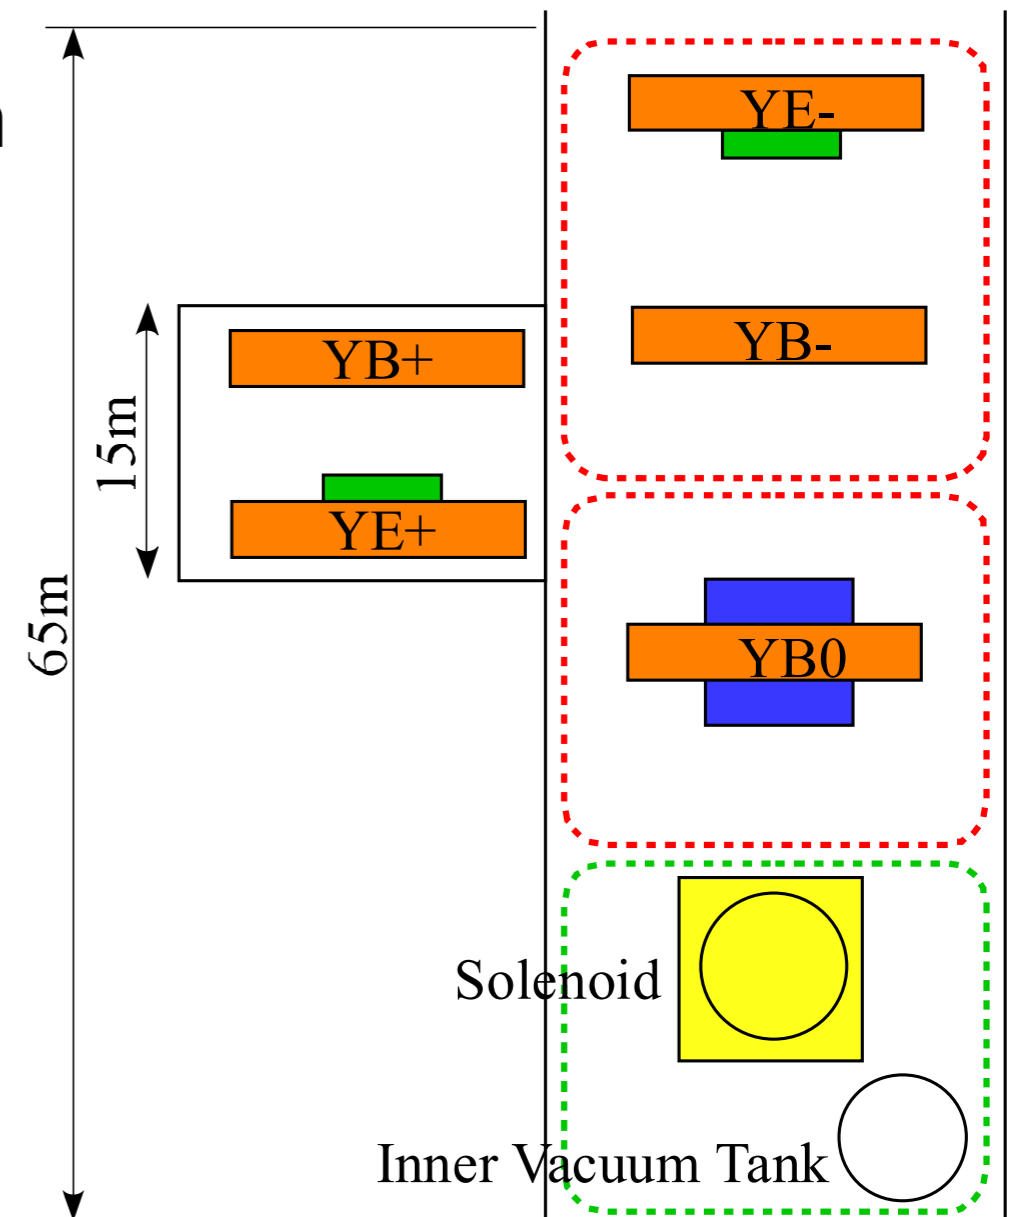 YE-
YB+
YB-
15m
YE+
65m
YB0
Solenoid
Inner Vacuum Tank